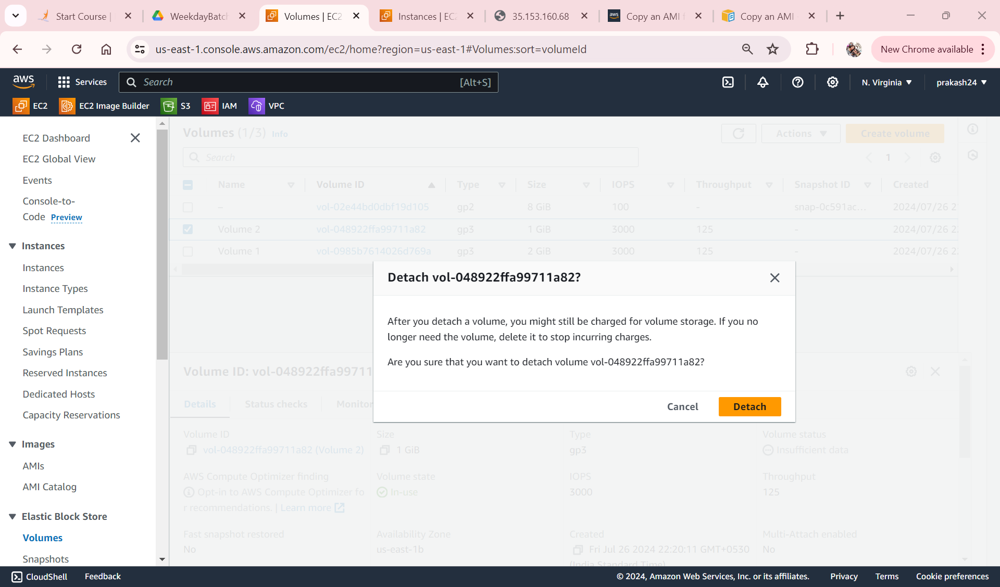 Start Course |
WeekdayBatch
Volumes | EC2
Instances | EC2
35.153.160.68
Copy an AMI f
Copy an AMI -
us-east-1.console.aws.amazon.com/ec2/home?region=us-east-1#Volumes:sort=volumeId
New Chrome available
aws
Services
Search
[Alt+S]
N. Virginia
prakash24
EC2
EC2 Image Builder
S3
IAM
VPC
EC2 Dashboard
EC2 Global View
Events
Console-to-
Code Preview
Instances
Instances
Instance Types
Launch Templates
Spot Requests
Savings Plans
Reserved Instances
Dedicated Hosts
Capacity Reservations
Images
AMIs
AMI Catalog
Elastic Block Store
Volumes
Snapshots
Volumes (1/3) Info
Actions
Create volume
Search
1
Name Volume ID Type Size IOPS Throughput Snapshot ID Created
– vol-02e44bd0dbf19d105 gp2 8 GiB 100 - snap-0c591ac... 2024/07/26 2
Volume 2 vol-048922ffa99711a82 gp3 1 GiB 3000 125 - 2024/07/26 22
Volume 1 vol-0985b7614026d769a gp3 2 GiB 3000 125 - 2024/07/26 22
Detach vol-048922ffa99711a82?
After you detach a volume, you might still be charged for volume storage. If you no
longer need the volume, delete it to stop incurring charges.
Are you sure that you want to detach volume vol-048922ffa99711a82?
Cancel
Detach
Volume ID: vol-048922ffa99711
Details
Status checks
Monitor
Volume ID
vol-048922ffa99711a82 (Volume 2)
Size
1 GiB
Type
gp3
Volume status
Insufficient data
AWS Compute Optimizer finding
Opt-in to AWS Compute Optimizer fo
r recommendations. | Learn more
Volume state
In-use
IOPS
3000
Throughput
125
Fast snapshot restored
No
Availability Zone
us-east-1b
Created
Fri Jul 26 2024 22:20:11 GMT+0530
(India Standard Time)
Multi-Attach enabled
No
CloudShell
Feedback
© 2024, Amazon Web Services, Inc. or its affiliates.
Privacy
Terms
Cookie preferences